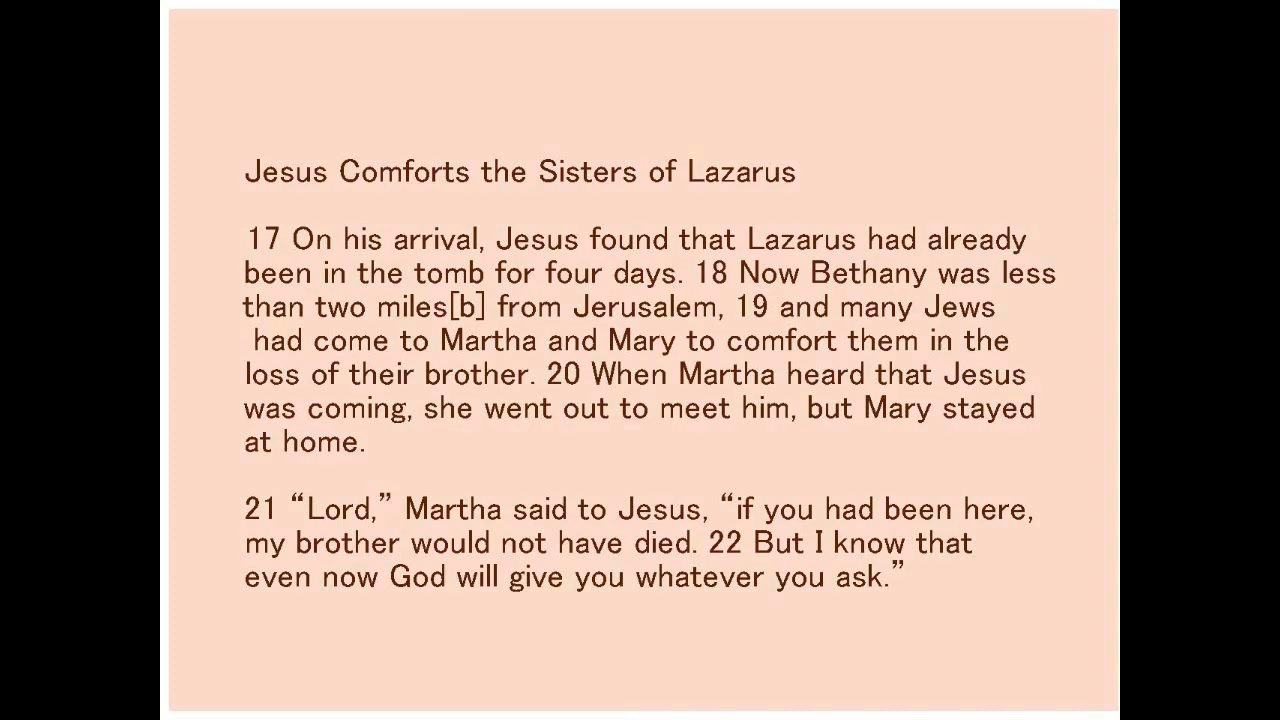 Jesus Comforts the Sisters of Lazarus
17 On his arrival, Jesus found that Lazarus had already
been in the tomb for four days. 18 Now Bethany was less
than two miles[b] from Jerusalem, 19 and many Jews
had come to Martha and Mary to comfort them in the
loss of their brother. 20 When Martha heard that Jesus
was coming, she went out to meet him, but Mary stayed
at home.
21 “Lord,” Martha said to Jesus, “if you had been here,
my brother would not have died. 22 But I know that
even now God will give you whatever you ask.”